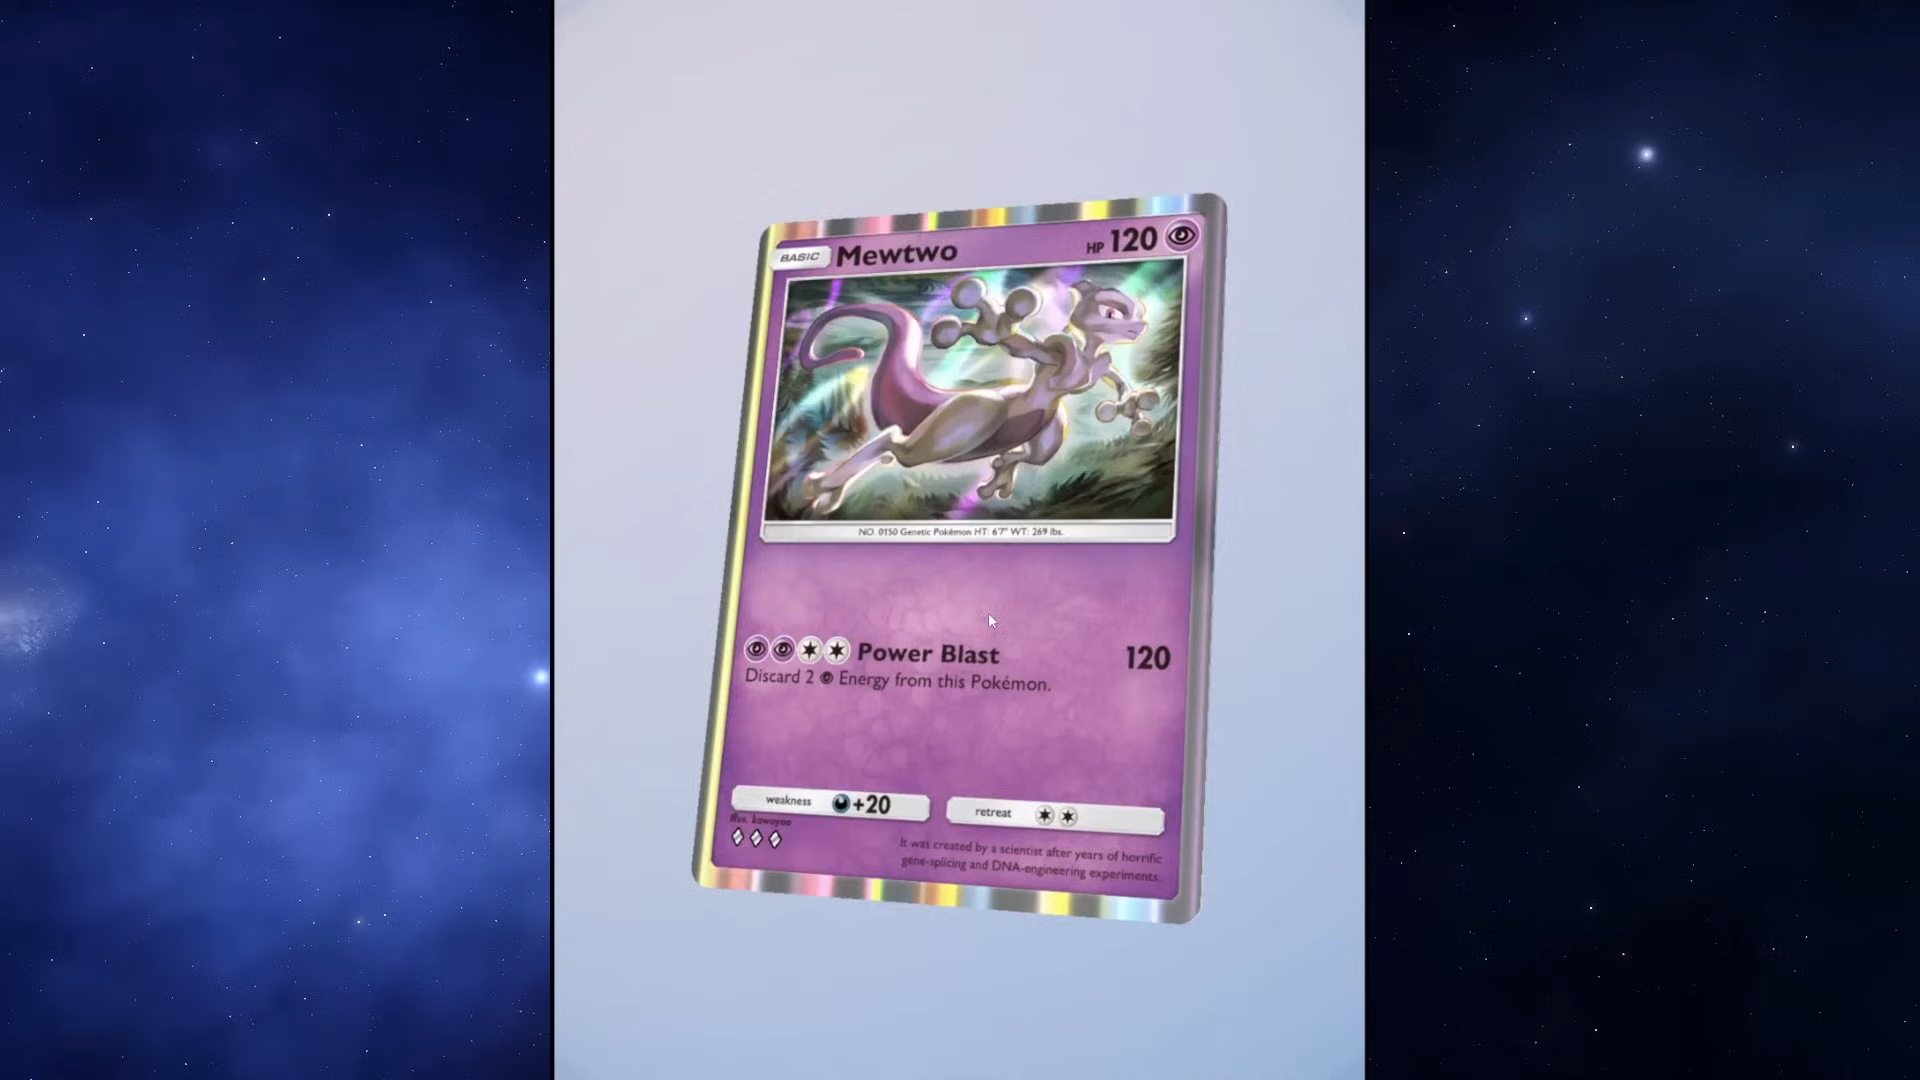 BASIC Mewtwo HP 120
NO. 0150 Genetic Pokémon HT: 6'7" WT: 269 lbs.
Power Blast 120
Discard 2 Energy from this Pokémon.
weakness +20 retreat
Illus. kawayoo
It was created by a scientist after years of horrific
gene-splicing and DNA-engineering experiments.